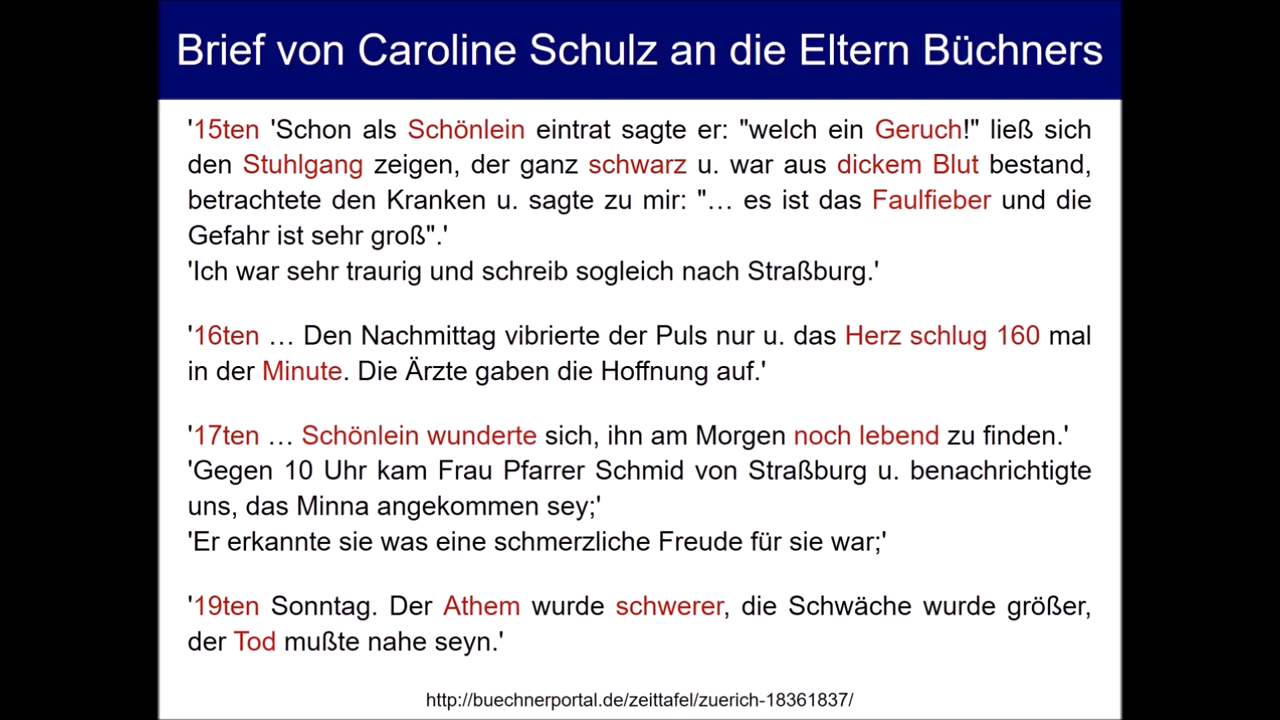 Brief von Caroline Schulz an die Eltern Büchners
'15ten 'Schon als Schönlein eintrat sagte er: "welch ein Geruch!" ließ sich
den Stuhlgang zeigen, der ganz schwarz u. war aus dickem Blut bestand,
betrachtete den Kranken u. sagte zu mir: "… es ist das Faulfieber und die
Gefahr ist sehr groß".'
'Ich war sehr traurig und schreib sogleich nach Straßburg.'
'16ten … Den Nachmittag vibrierte der Puls nur u. das Herz schlug 160 mal
in der Minute. Die Ärzte gaben die Hoffnung auf.'
'17ten … Schönlein wunderte sich, ihn am Morgen noch lebend zu finden.'
'Gegen 10 Uhr kam Frau Pfarrer Schmid von Straßburg u. benachrichtigte
uns, das Minna angekommen sey;'
'Er erkannte sie was eine schmerzliche Freude für sie war;'
'19ten Sonntag. Der Athem wurde schwerer, die Schwäche wurde größer,
der Tod mußte nahe seyn.'
http://buechnerportal.de/zeittafel/zuerich-18361837/